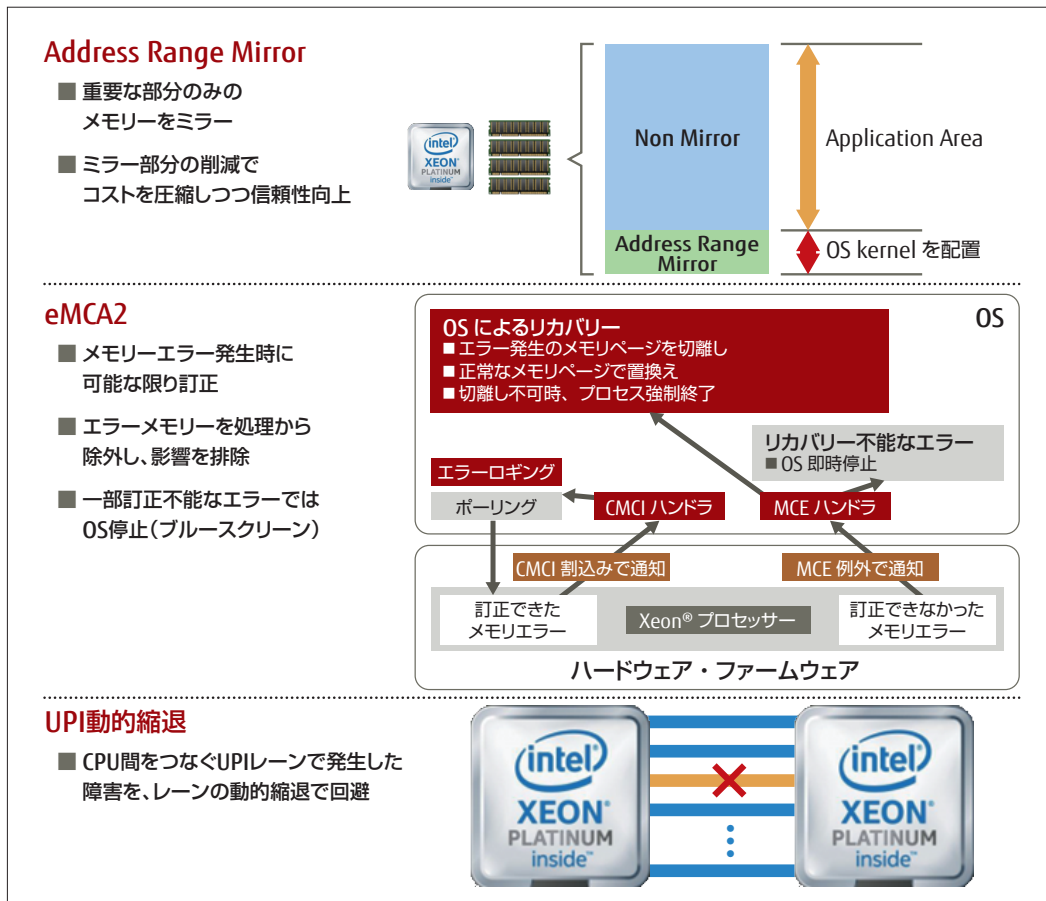 Address Range Mirror
■ 重要な部分のみの
メモリーをミラー
■ ミラー部分の削減で
コストを圧縮しつつ信頼性向上
intel
XEON
PLATINUM
inside™
Non Mirror
Address Range
Mirror
Application Area
OS kernel を配置
eMCA2
■ メモリーエラー発生時に
可能な限り訂正
■ エラーメモリーを処理から
除外し、影響を排除
■ 一部訂正不能なエラーでは
OS停止(ブルースクリーン)
OS
OS によるリカバリー
■ エラー発生のメモリページを切離し
■ 正常なメモリページで置換え
■ 切離し不可時、プロセス強制終了
リカバリー不能なエラー
■ OS 即時停止
エラーロギング
ポーリング
CMCI ハンドラ
MCE ハンドラ
CMCI 割込みで通知
MCE 例外で通知
訂正できた
メモリエラー
Xeon® プロセッサー
訂正できなかった
メモリエラー
ハードウェア・ファームウェア
UPI動的縮退
■ CPU間をつなぐUPIレーンで発生した
障害を、レーンの動的縮退で回避
intel
XEON
PLATINUM
inside™
intel
XEON
PLATINUM
inside™